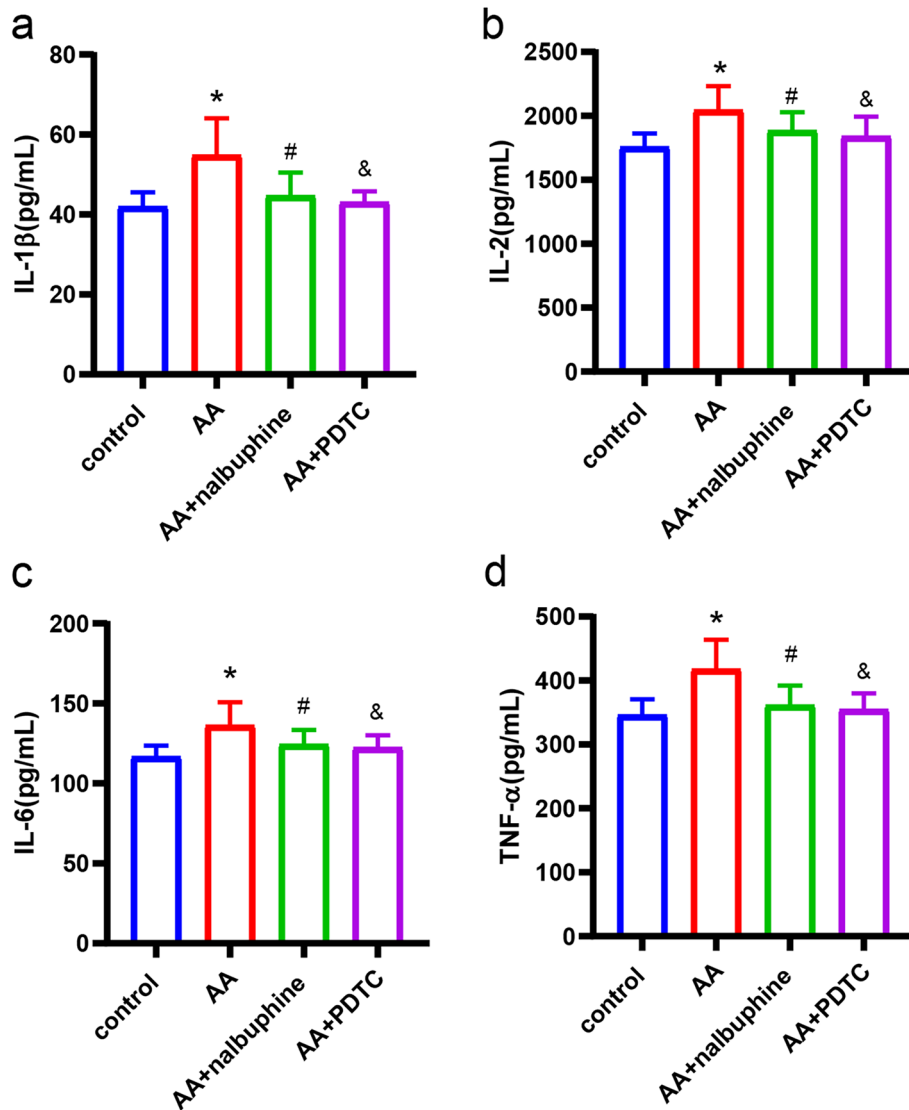 a
IL-1β(pg/mL)
80
60
40
20
0
*
#
&
control
AA
AA+nalbuphine
AA+PDTC
b
IL-2(pg/mL)
2500
2000
1500
1000
500
0
*
#
&
control
AA
AA+nalbuphine
AA+PDTC
c
IL-6(pg/mL)
200
150
100
50
0
*
#
&
control
AA
AA+nalbuphine
AA+PDTC
d
TNF-α(pg/mL)
500
400
300
200
100
0
*
#
&
control
AA
AA+nalbuphine
AA+PDTC